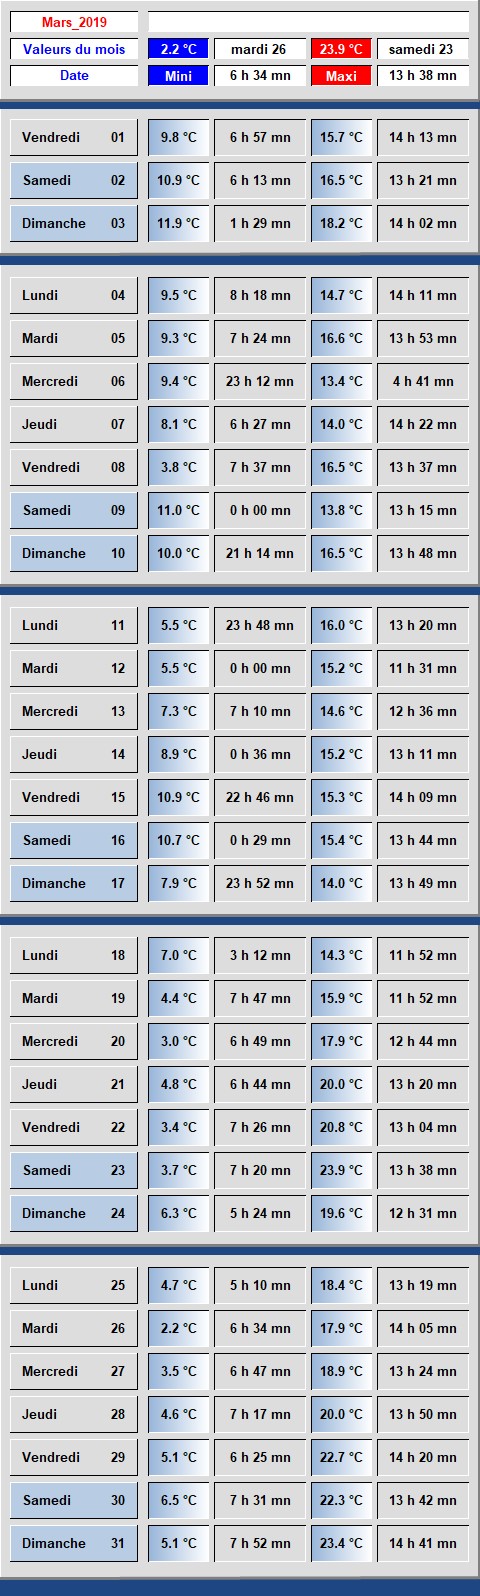 Mars_2019
Valeurs du mois 2.2 °C mardi 26 23.9 °C samedi 23
Date Mini 6 h 34 mn Maxi 13 h 38 mn
Vendredi 01 9.8 °C 6 h 57 mn 15.7 °C 14 h 13 mn
Samedi 02 10.9 °C 6 h 13 mn 16.5 °C 13 h 21 mn
Dimanche 03 11.9 °C 1 h 29 mn 18.2 °C 14 h 02 mn
Lundi 04 9.5 °C 8 h 18 mn 14.7 °C 14 h 11 mn
Mardi 05 9.3 °C 7 h 24 mn 16.6 °C 13 h 53 mn
Mercredi 06 9.4 °C 23 h 12 mn 13.4 °C 4 h 41 mn
Jeudi 07 8.1 °C 6 h 27 mn 14.0 °C 14 h 22 mn
Vendredi 08 3.8 °C 7 h 37 mn 16.5 °C 13 h 37 mn
Samedi 09 11.0 °C 0 h 00 mn 13.8 °C 13 h 15 mn
Dimanche 10 10.0 °C 21 h 14 mn 16.5 °C 13 h 48 mn
Lundi 11 5.5 °C 23 h 48 mn 16.0 °C 13 h 20 mn
Mardi 12 5.5 °C 0 h 00 mn 15.2 °C 11 h 31 mn
Mercredi 13 7.3 °C 7 h 10 mn 14.6 °C 12 h 36 mn
Jeudi 14 8.9 °C 0 h 36 mn 15.2 °C 13 h 11 mn
Vendredi 15 10.9 °C 22 h 46 mn 15.3 °C 14 h 09 mn
Samedi 16 10.7 °C 0 h 29 mn 15.4 °C 13 h 44 mn
Dimanche 17 7.9 °C 23 h 52 mn 14.0 °C 13 h 49 mn
Lundi 18 7.0 °C 3 h 12 mn 14.3 °C 11 h 52 mn
Mardi 19 4.4 °C 7 h 47 mn 15.9 °C 11 h 52 mn
Mercredi 20 3.0 °C 6 h 49 mn 17.9 °C 12 h 44 mn
Jeudi 21 4.8 °C 6 h 44 mn 20.0 °C 13 h 20 mn
Vendredi 22 3.4 °C 7 h 26 mn 20.8 °C 13 h 04 mn
Samedi 23 3.7 °C 7 h 20 mn 23.9 °C 13 h 38 mn
Dimanche 24 6.3 °C 5 h 24 mn 19.6 °C 12 h 31 mn
Lundi 25 4.7 °C 5 h 10 mn 18.4 °C 13 h 19 mn
Mardi 26 2.2 °C 6 h 34 mn 17.9 °C 14 h 05 mn
Mercredi 27 3.5 °C 6 h 47 mn 18.9 °C 13 h 24 mn
Jeudi 28 4.6 °C 7 h 17 mn 20.0 °C 13 h 50 mn
Vendredi 29 5.1 °C 6 h 25 mn 22.7 °C 14 h 20 mn
Samedi 30 6.5 °C 7 h 31 mn 22.3 °C 13 h 42 mn
Dimanche 31 5.1 °C 7 h 52 mn 23.4 °C 14 h 41 mn